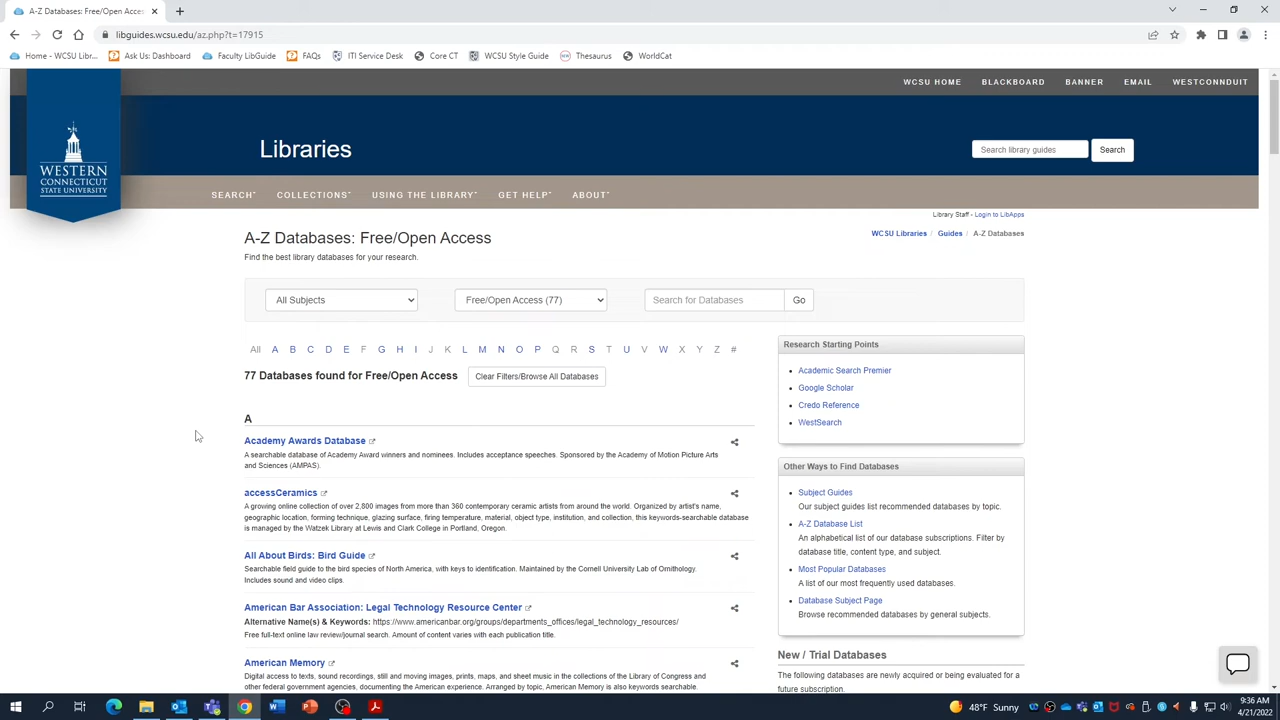 A-Z Databases: Free/Open Acces
libguides.wcsu.edu/az.php?t=17915
Home - WCSU Libr... Ask Us: Dashboard Faculty LibGuide FAQs ITI Service Desk Core CT WCSU Style Guide Thesaurus WorldCat
WCSU HOME BLACKBOARD BANNER EMAIL WESTCONNDUIT
Libraries
Search library guides Search
WESTERN
CONNECTICUT
STATE UNIVERSITY
SEARCH COLLECTIONS USING THE LIBRARY GET HELP ABOUT
Library Staff - Login to LibApps
A-Z Databases: Free/Open Access
WCSU Libraries / Guides / A-Z Databases
Find the best library databases for your research.
All Subjects Free/Open Access (77) Search for Databases Go
All A B C D E F G H I J K L M N O P Q R S T U V W X Y Z #
77 Databases found for Free/Open Access Clear Filters/Browse All Databases
A
Academy Awards Database
A searchable database of Academy Award winners and nominees. Includes acceptance speeches. Sponsored by the Academy of Motion Picture Arts
and Sciences (AMPAS).
accessCeramics
A growing online collection of over 2,800 images from more than 360 contemporary ceramic artists from around the world. Organized by artist's name,
geographic location, forming technique, glazing surface, firing temperature, material, object type, institution, and collection, this keywords-searchable database
is managed by the Watzek Library at Lewis and Clark College in Portland, Oregon.
All About Birds: Bird Guide
Searchable field guide to the bird species of North America, with keys to identification. Maintained by the Cornell University Lab of Ornithology.
Includes sound and video clips.
American Bar Association: Legal Technology Resource Center
Alternative Name(s) & Keywords: https://www.americanbar.org/groups/departments_offices/legal_technology_resources/
Free full-text online law review/journal search. Amount of content varies with each publication title.
American Memory
Digital access to texts, sound recordings, still and moving images, prints, maps, and sheet music in the collections of the Library of Congress and
other federal government agencies, documenting the American experience. Arranged by topic, American Memory is also keywords searchable.
Research Starting Points
Academic Search Premier
Google Scholar
Credo Reference
WestSearch
Other Ways to Find Databases
Subject Guides
Our subject guides list recommended databases by topic.
A-Z Database List
An alphabetical list of our database subscriptions. Filter by
database title, content type, and subject.
Most Popular Databases
A list of our most frequently used databases.
Database Subject Page
Browse recommended databases by general subjects.
New / Trial Databases
The following databases are newly acquired or being evaluated for a
future subscription.
48°F Sunny
9:36 AM
4/21/2022